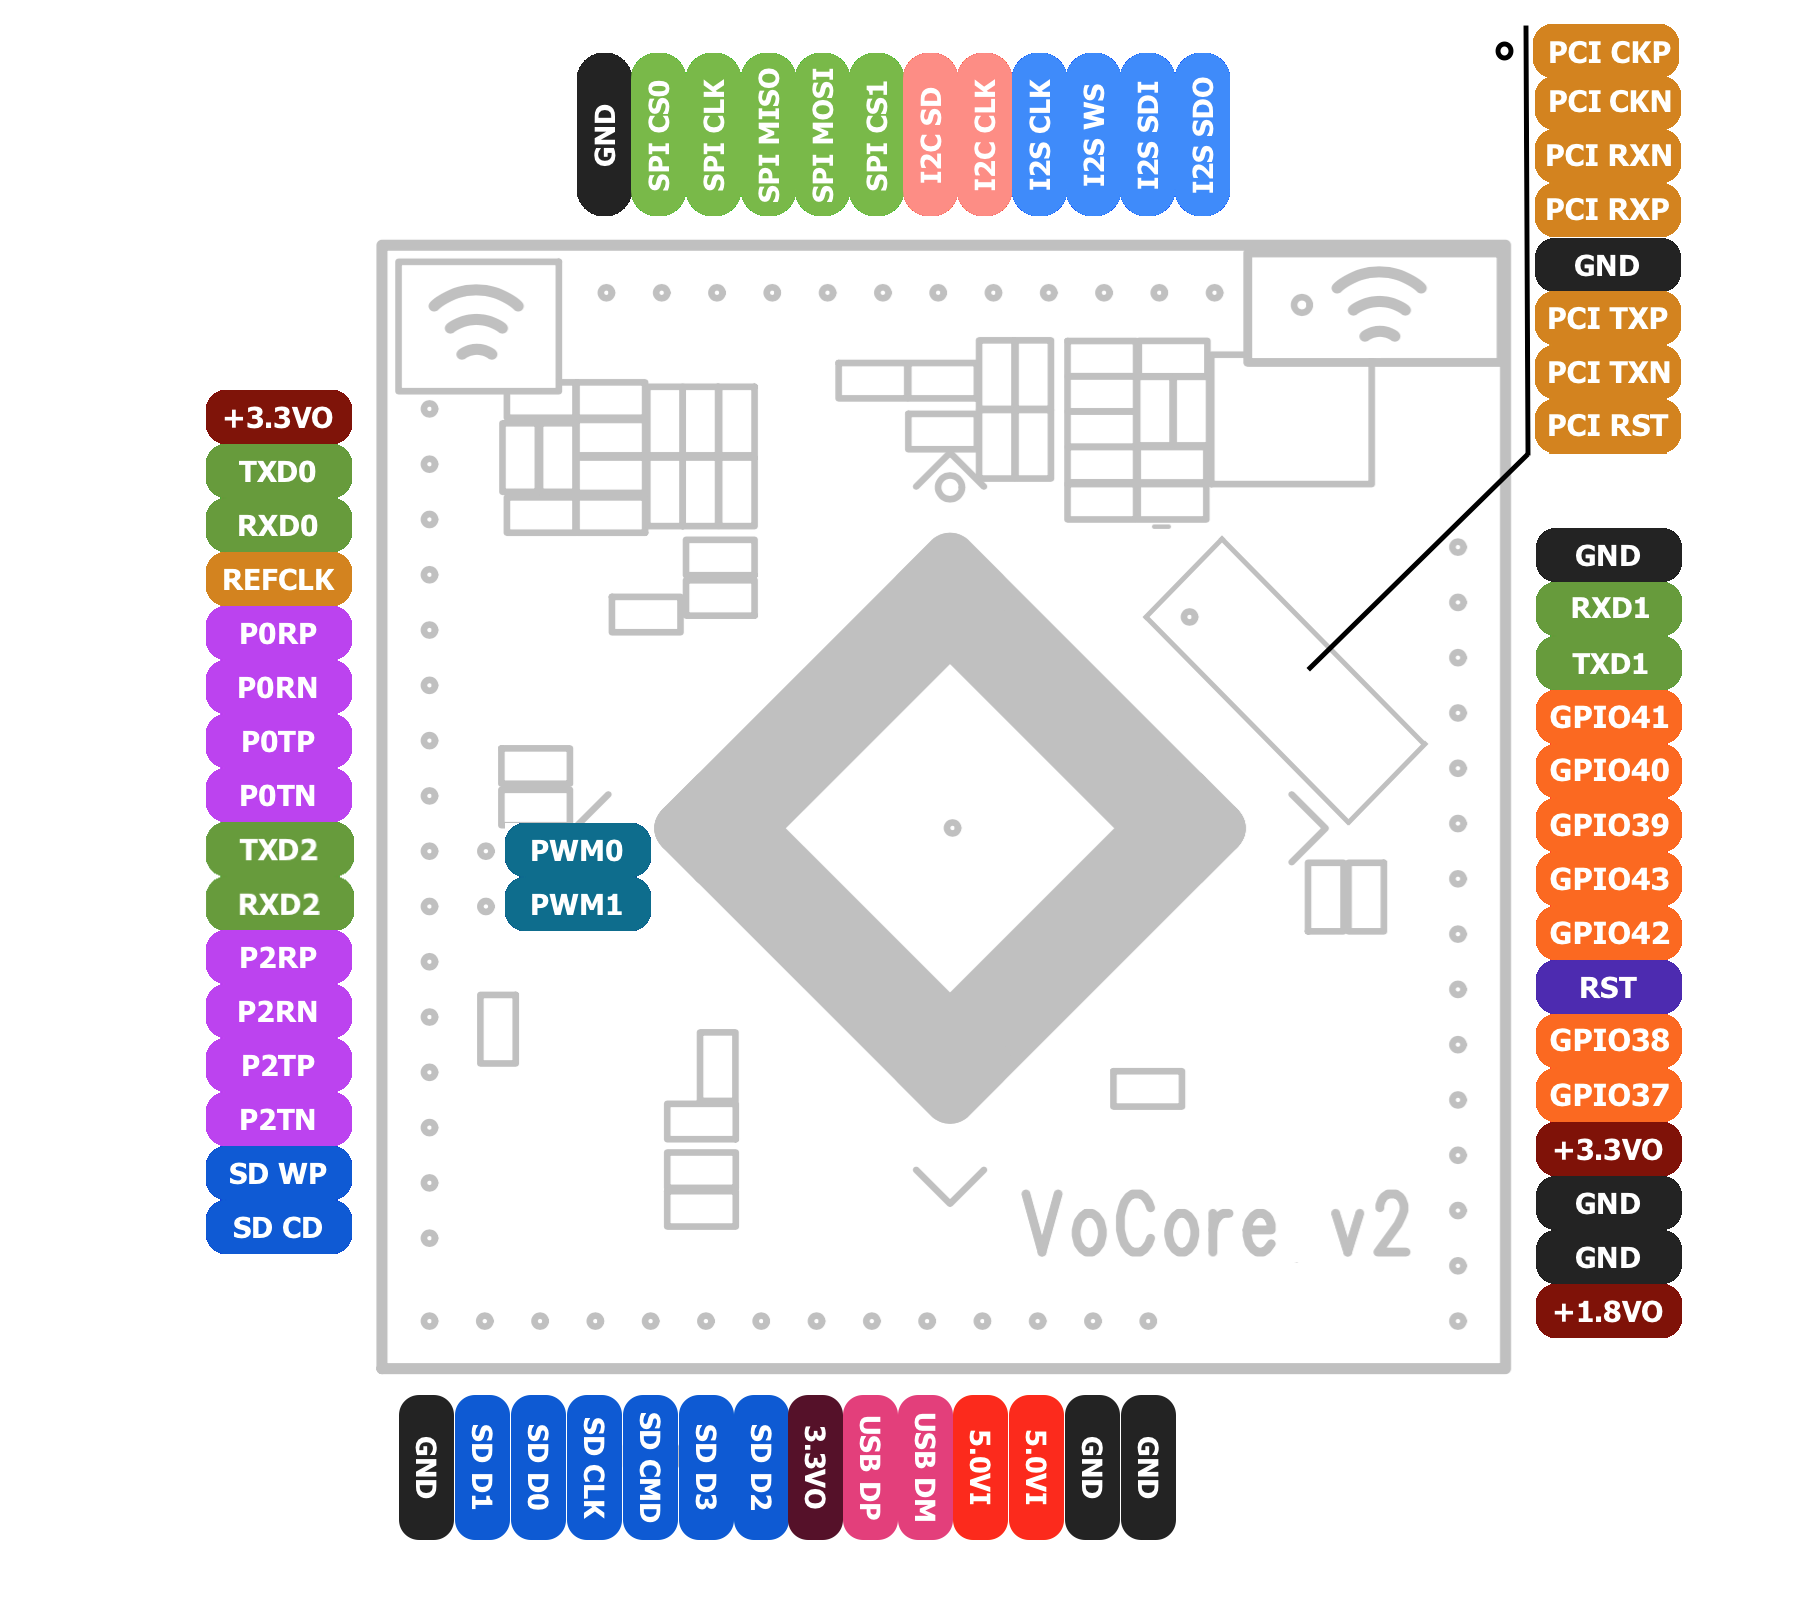 GND
SPI CS0
SPI CLK
SPI MISO
SPI MOSI
SPI CS1
I2C SD
I2C CLK
I2S CLK
I2S WS
I2S SDI
I2S SDO
PCI CKP
PCI CKN
PCI RXN
PCI RXP
GND
PCI TXP
PCI TXN
PCI RST
+3.3VO
TXD0
RXD0
REFCLK
P0RP
P0RN
P0TP
P0TN
TXD2
RXD2
P2RP
P2RN
P2TP
P2TN
SD WP
SD CD
PWM0
PWM1
VoCore v2
GND
RXD1
TXD1
GPIO41
GPIO40
GPIO39
GPIO43
GPIO42
RST
GPIO38
GPIO37
+3.3VO
GND
GND
+1.8VO
GND
SD D1
SD D0
SD CLK
SD CMD
SD D3
SD D2
3.3VO
USB DP
USB DM
5.0VI
5.0VI
GND
GND